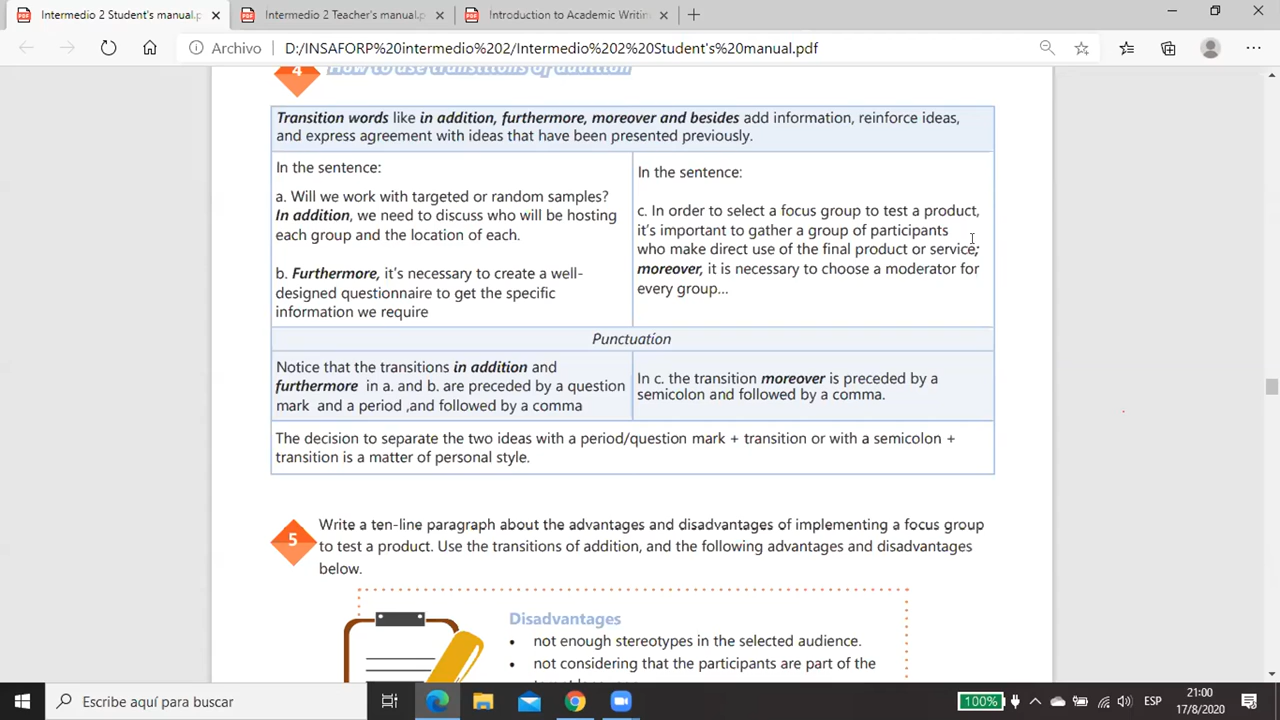 Intermedio 2 Student's manual.p
Intermedio 2 Teacher's manual.p
Introduction to Academic Writin
Archivo
D:/INSAFORP%20intermedio%202/Intermedio%202%20Student's%20manual.pdf
4
How to use transitions of addition
Transition words like in addition, furthermore, moreover and besides add information, reinforce ideas,
and express agreement with ideas that have been presented previously.
In the sentence:
a. Will we work with targeted or random samples?
In addition, we need to discuss who will be hosting
each group and the location of each.
b. Furthermore, it's necessary to create a well-
designed questionnaire to get the specific
information we require
In the sentence:
c. In order to select a focus group to test a product,
it's important to gather a group of participants
who make direct use of the final product or service;
moreover, it is necessary to choose a moderator for
every group...
Punctuation
Notice that the transitions in addition and
furthermore in a. and b. are preceded by a question
mark and a period ,and followed by a comma
In c. the transition moreover is preceded by a
semicolon and followed by a comma.
The decision to separate the two ideas with a period/question mark + transition or with a semicolon +
transition is a matter of personal style.
5
Write a ten-line paragraph about the advantages and disadvantages of implementing a focus group
to test a product. Use the transitions of addition, and the following advantages and disadvantages
below.
Disadvantages
• not enough stereotypes in the selected audience.
• not considering that the participants are part of the
Escribe aquí para buscar
100%
ESP
21:00
17/8/2020